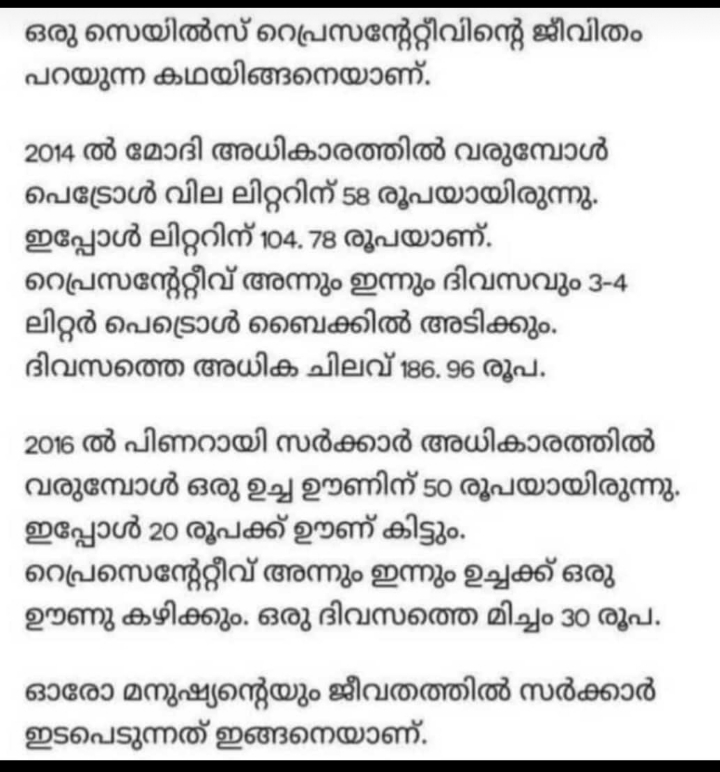 ഒരു സെയിൽസ് റെപ്രസന്റേറ്റീവിന്റെ ജീവിതം
പറയുന്ന കഥയിങ്ങനെയാണ്.
2014 ൽ മോദി അധികാരത്തിൽ വരുമ്പോൾ
പെട്രോൾ വില ലിറ്ററിന് 58 രൂപയായിരുന്നു.
ഇപ്പോൾ ലിറ്ററിന് 104. 78 രൂപയാണ്.
റെപ്രസന്റേറ്റീവ് അന്നും ഇന്നും ദിവസവും 3-4
ലിറ്റർ പെട്രൊൾ ബൈക്കിൽ അടിക്കും.
ദിവസത്തെ അധിക ചിലവ് 186. 96 രൂപ.
2016 ൽ പിണറായി സർക്കാർ അധികാരത്തിൽ
വരുമ്പോൾ ഒരു ഉച്ച ഊണിന് 50 രൂപയായിരുന്നു.
ഇപ്പോൾ 20 രൂപക്ക് ഊണ് കിട്ടും.
റെപ്രസെന്റേറ്റീവ് അന്നും ഇന്നും ഉച്ചക്ക് ഒരു
ഊണു കഴിക്കും. ഒരു ദിവസത്തെ മിച്ചം 30 രൂപ.
ഓരോ മനുഷ്യന്റെയും ജീവതത്തിൽ സർക്കാർ
ഇടപെടുന്നത് ഇങ്ങനെയാണ്.